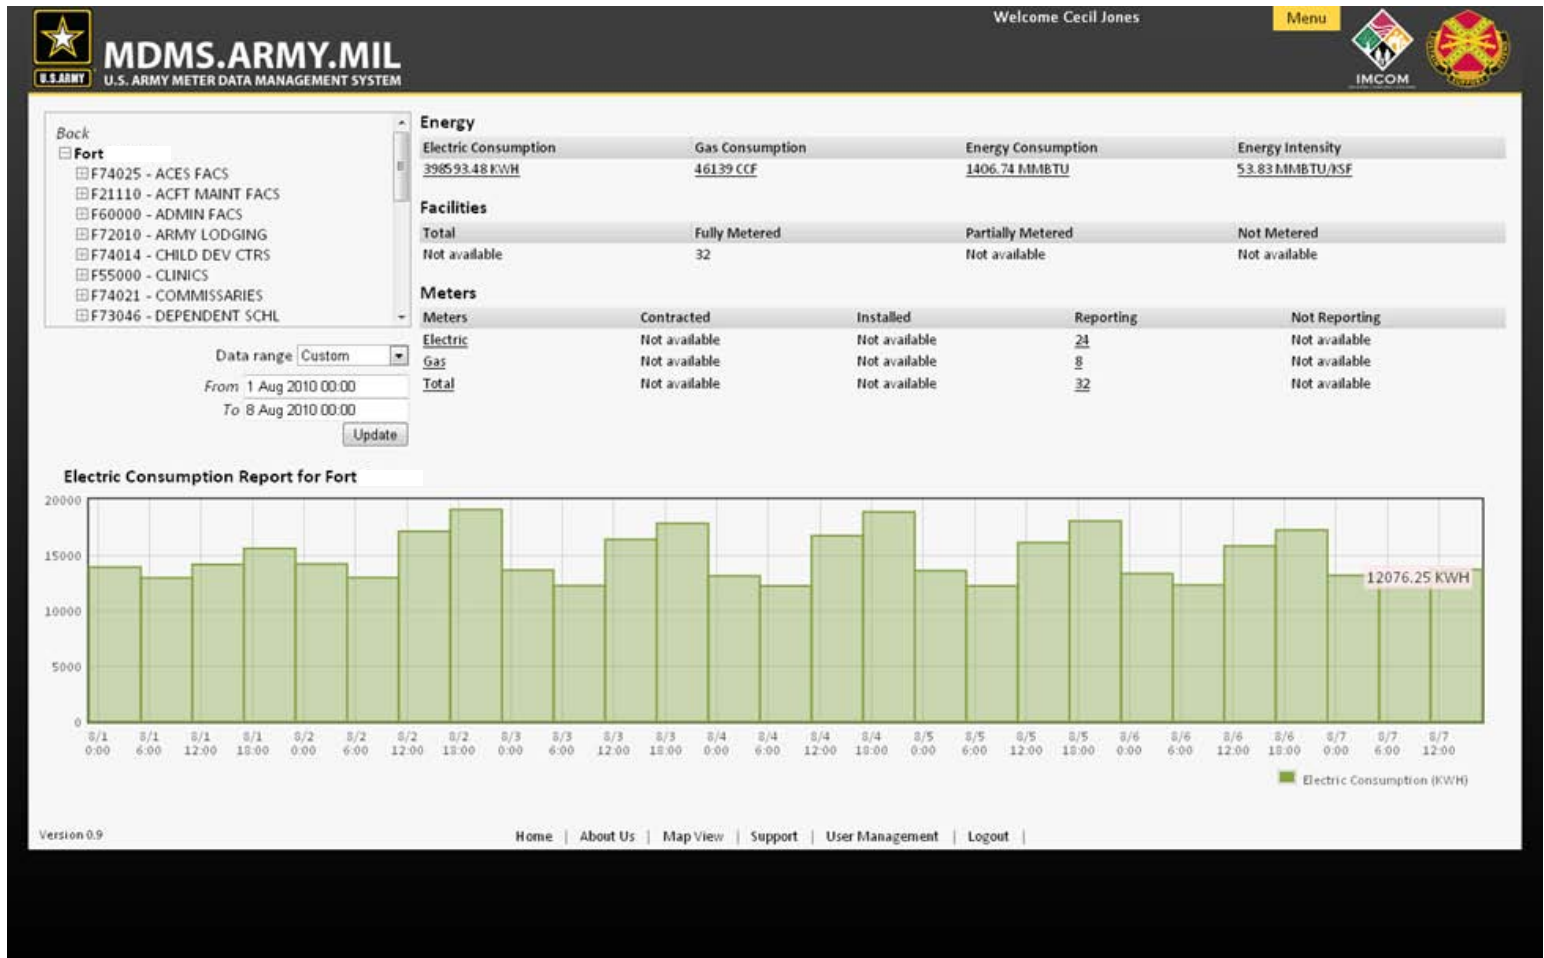 Welcome Cecil Jones
Menu
MDMS.ARMY.MIL
U.S.ARMY
U.S. ARMY METER DATA MANAGEMENT SYSTEM
IMCOM
Back
Fort
F74025 - ACES FACS
F21110 - ACFT MAINT FACS
F60000 - ADMIN FACS
F72010 - ARMY LODGING
F74014 - CHILD DEV CTRS
F55000 - CLINICS
F74021 - COMMISSARIES
F73046 - DEPENDENT SCHL
Data range Custom
From 1 Aug 2010 00:00
To 8 Aug 2010 00:00
Update
Energy
Electric Consumption Gas Consumption Energy Consumption Energy Intensity
398593.48 KWH 46139 CCF 1406.74 MMBTU 53.83 MMBTU/KSF
Facilities
Total Fully Metered Partially Metered Not Metered
Not available 32 Not available Not available
Meters
Meters Contracted Installed Reporting Not Reporting
Electric Not available Not available 24 Not available
Gas Not available Not available 8 Not available
Total Not available Not available 32 Not available
Electric Consumption Report for Fort
20000
15000
12076.25 KWH
10000
5000
0
8/1 8/1 8/1 8/1 8/2 8/2 8/2 8/2 8/3 8/3 8/3 8/3 8/4 8/4 8/4 8/4 8/5 8/5 8/5 8/5 8/6 8/6 8/6 8/6 8/7 8/7 8/7
0:00 6:00 12:00 18:00 0:00 6:00 12:00 18:00 0:00 6:00 12:00 18:00 0:00 6:00 12:00 18:00 0:00 6:00 12:00 18:00 0:00 6:00 12:00 18:00 0:00 6:00 12:00
Electric Consumption (KWH)
Version 0.9
Home | About Us | Map View | Support | User Management | Logout |